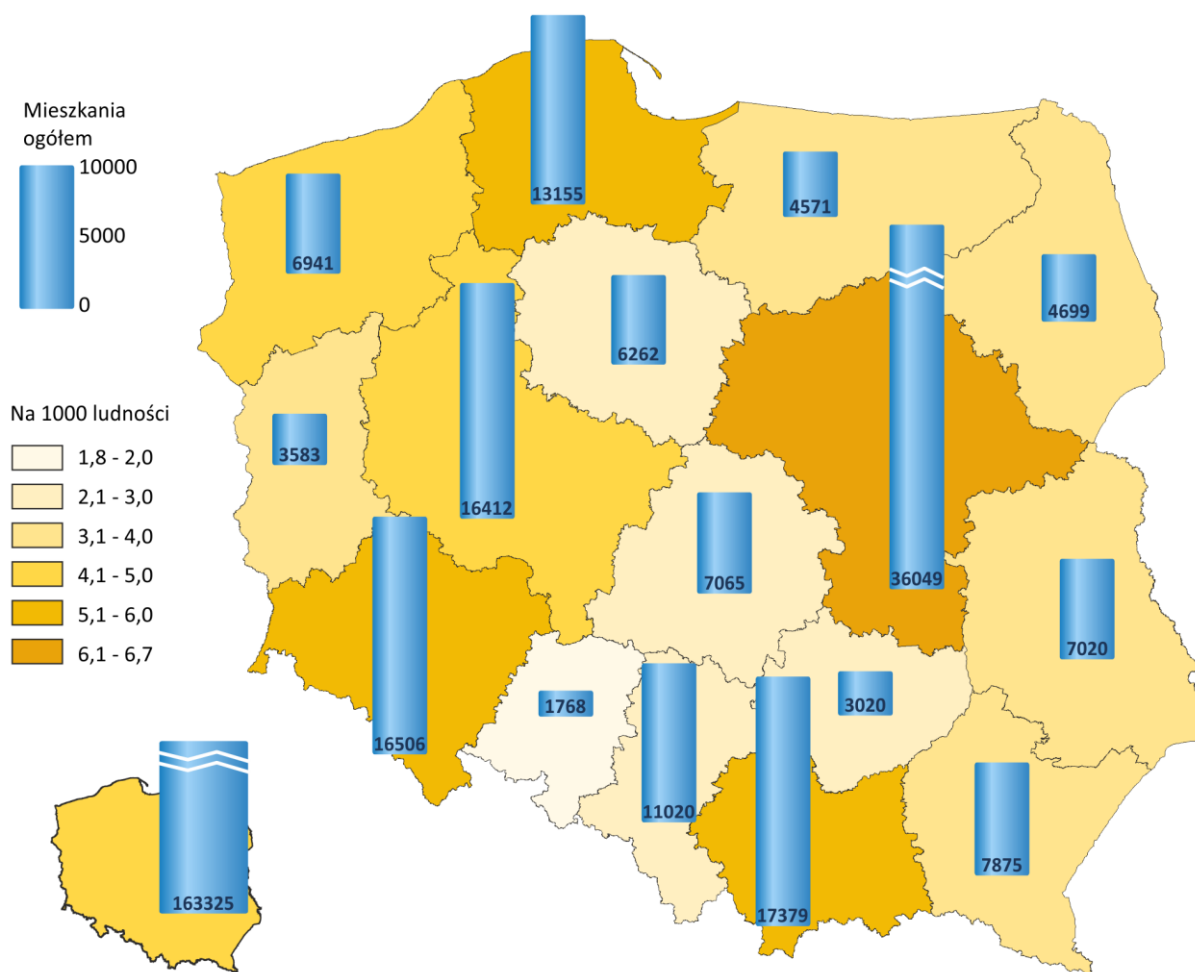 Mieszkania
ogółem
10000
5000
0
Na 1000 ludności
1,8 - 2,0
2,1 - 3,0
3,1 - 4,0
4,1 - 5,0
5,1 - 6,0
6,1 - 6,7
13155
4571
6941
4699
6262
3583
16412
7065
36049
7020
1768
3020
16506
11020
7875
17379
163325